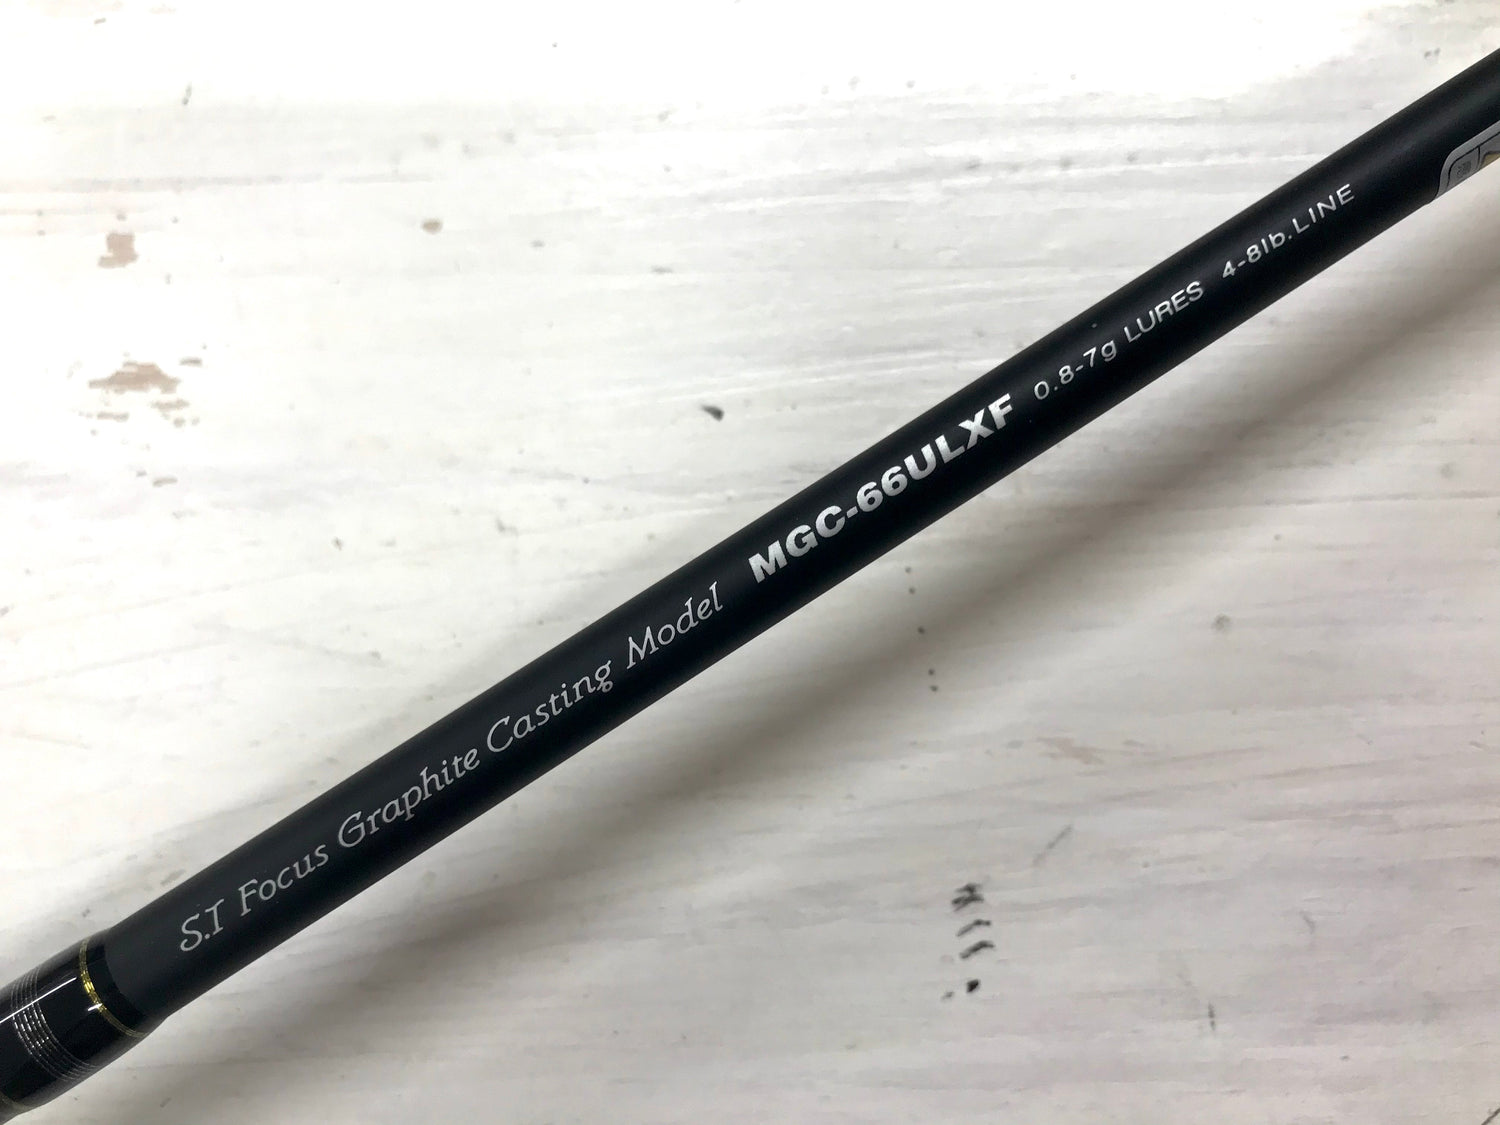 S.T Focus Graphite Casting Model MGC-66ULXF 0.8-7g LURES 4-8lb.LINE